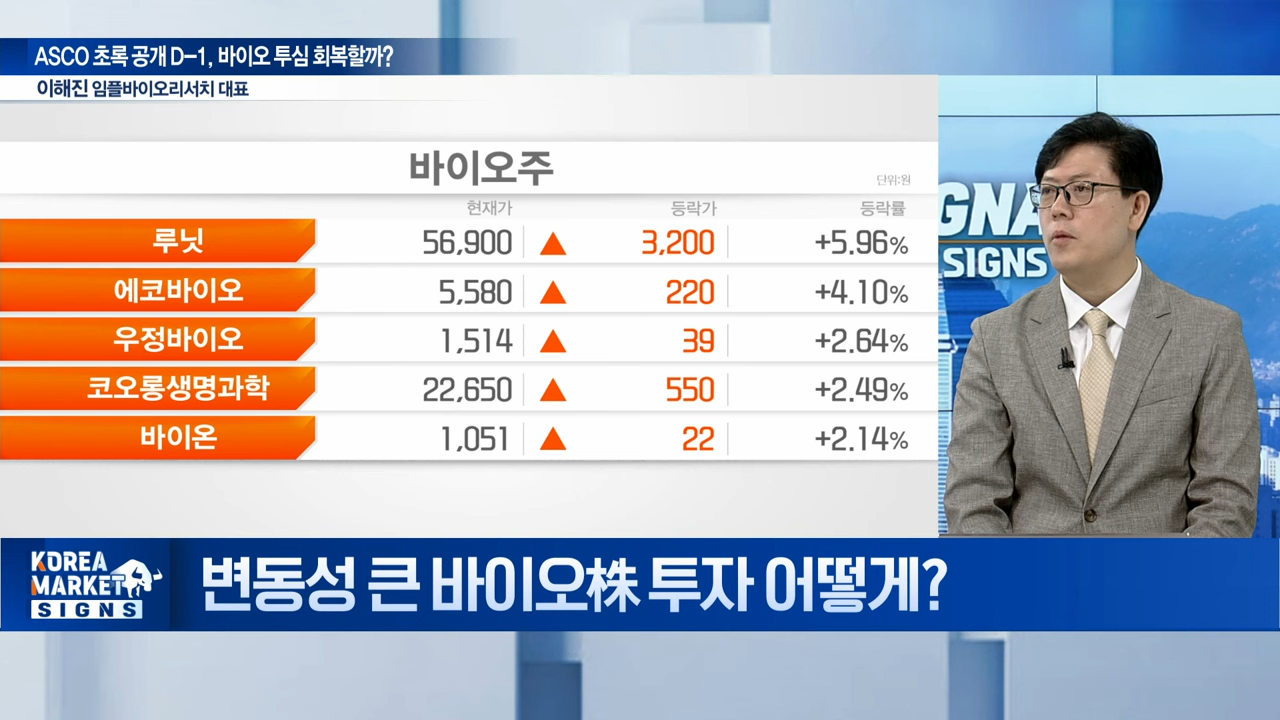 ASCO 초록 공개 D-1, 바이오 투심 회복할까?
이해진 임플바이오리서치 대표
바이오주
단위:원
현재가 등락가 등락률
루닛 56,900 ▲ 3,200 +5.96%
에코바이오 5,580 ▲ 220 +4.10%
우정바이오 1,514 ▲ 39 +2.64%
코오롱생명과학 22,650 ▲ 550 +2.49%
바이온 1,051 ▲ 22 +2.14%
GNA
SIGNS
KOREA
MARKET
SIGNS
변동성 큰 바이오株 투자 어떻게?